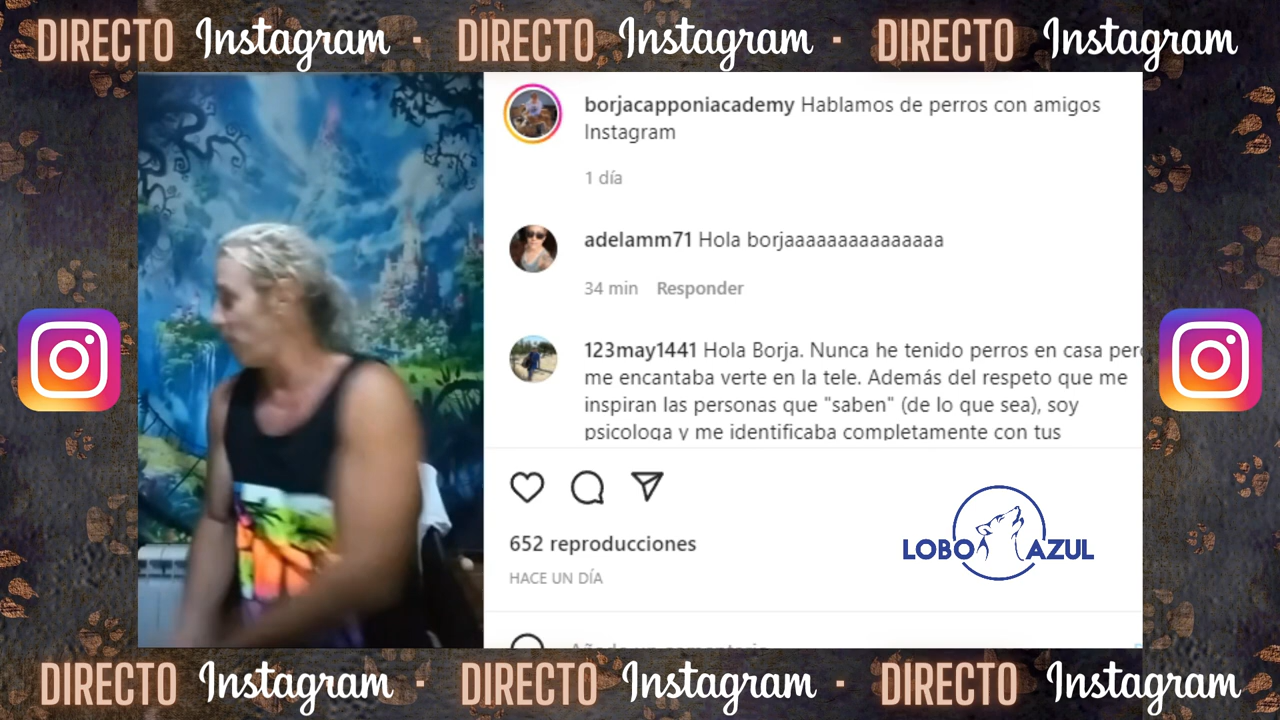 DIRECTO Instagram · DIRECTO Instagram · DIRECTO Instagram
borjacapponiacademy Hablamos de perros con amigos
Instagram
1 día
adelamm71 Hola borjaaaaaaaaaaaaaaa
34 min Responder
123may1441 Hola Borja. Nunca he tenido perros en casa pero
me encantaba verte en la tele. Además del respeto que me
inspiran las personas que "saben" (de lo que sea), soy
psicologa y me identificaba completamente con tus
652 reproducciones
HACE UN DÍA
LOBO AZUL
DIRECTO Instagram · DIRECTO Instagram · DIRECTO Instagram